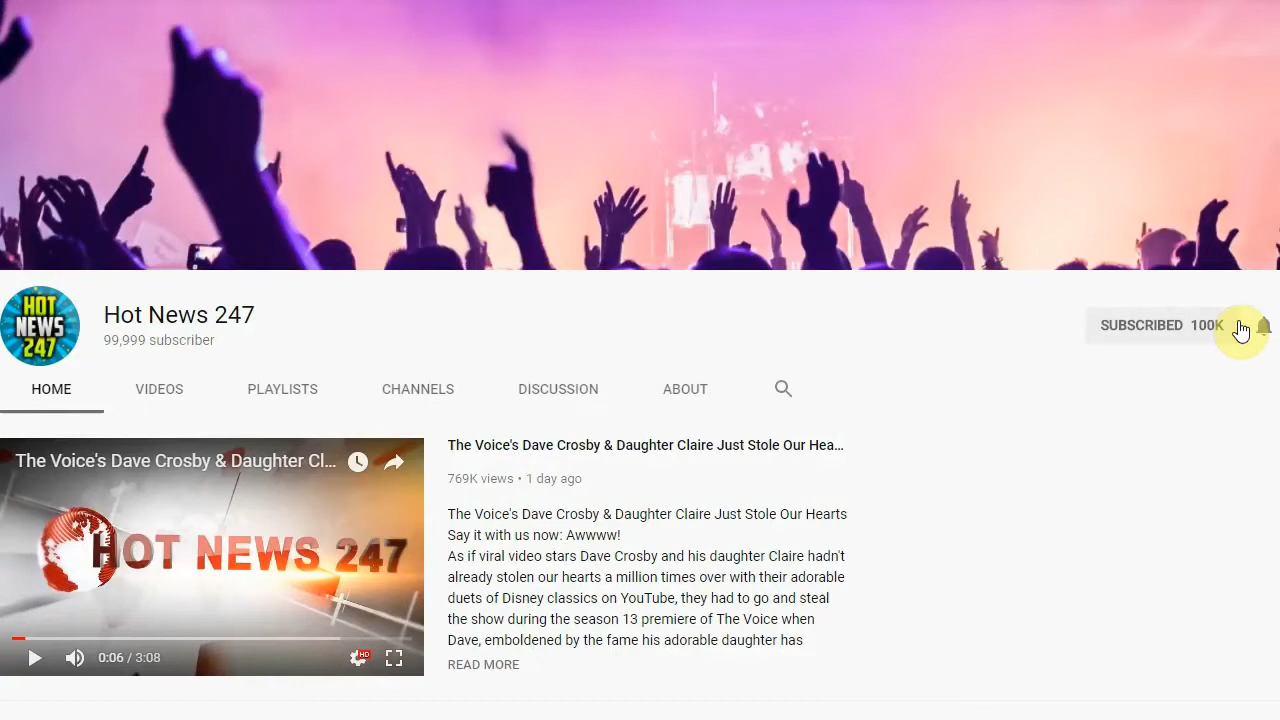 HOT
NEWS
247
Hot News 247
99,999 subscriber
SUBSCRIBED 100K
HOME VIDEOS PLAYLISTS CHANNELS DISCUSSION ABOUT
The Voice's Dave Crosby & Daughter Cl...
HOT NEWS 247
0:06 / 3:08
HD
The Voice's Dave Crosby & Daughter Claire Just Stole Our Hea...
769K views • 1 day ago
The Voice's Dave Crosby & Daughter Claire Just Stole Our Hearts
Say it with us now: Awwww!
As if viral video stars Dave Crosby and his daughter Claire hadn't
already stolen our hearts a million times over with their adorable
duets of Disney classics on YouTube, they had to go and steal
the show during the season 13 premiere of The Voice when
Dave, emboldened by the fame his adorable daughter has
READ MORE